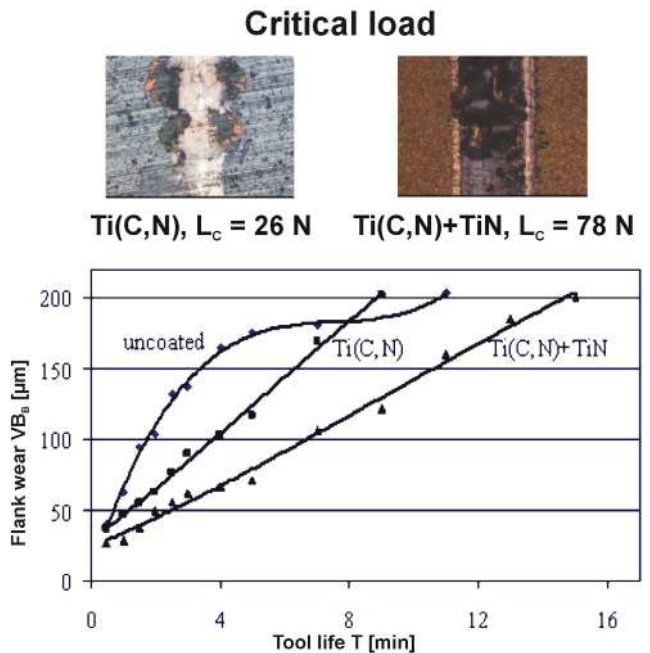 Critical load
Ti(C,N), Lc = 26 N
Ti(C,N)+TiN, Lc = 78 N
Flank wear VBB [µm]
200
150
100
50
0
uncoated
Ti(C,N)
Ti(C,N)+TiN
0
4
8
12
16
Tool life T [min]